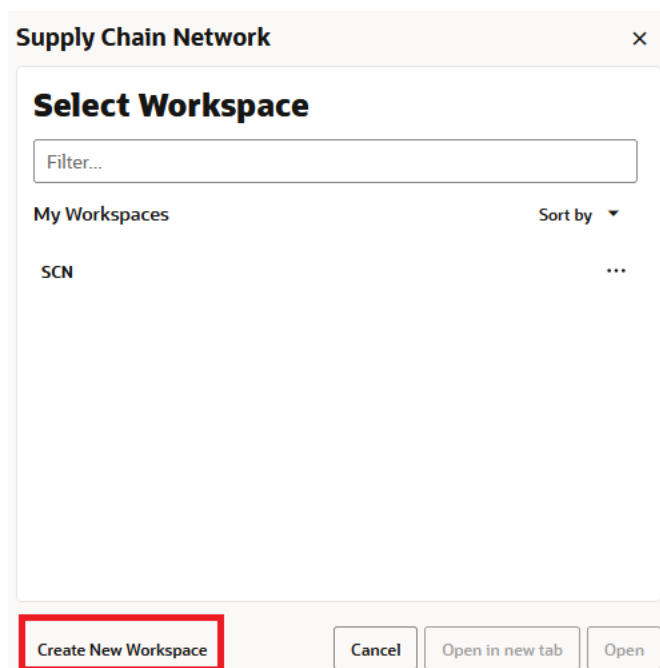 Supply Chain Network
Select Workspace
Filter...
My Workspaces Sort by
SCN
Create New Workspace Cancel Open in new tab Open